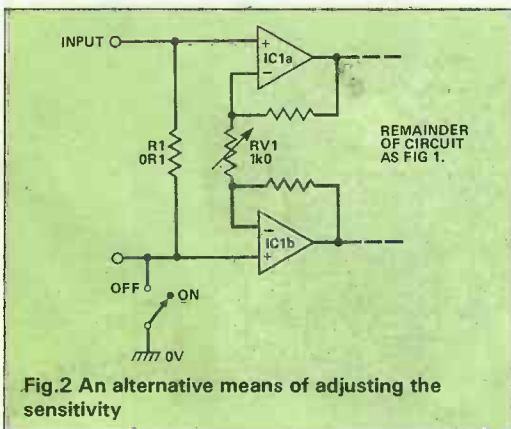 INPUT
+
IC1a
−
R1
0R1
RV1
1k0
REMAINDER
OF CIRCUIT
AS FIG 1.
−
IC1b
+
OFF
ON
0V
Fig.2 An alternative means of adjusting the
sensitivity